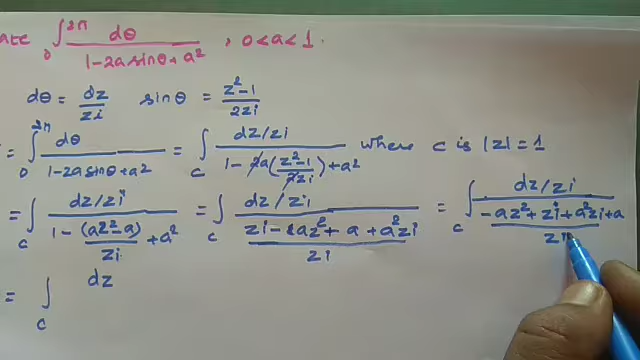 ate ∫₀^2π dθ / (1-2a sinθ+a²) , 0<a<1.
dθ = dz/zi sinθ = (z²-1)/2zi
= ∫₀^2π dθ / (1-2a sinθ+a²) = ∫_C (dz/zi) / (1-2a((z²-1)/2zi)+a²) where c is |z|=1
= ∫_C (dz/zi) / (1-(az²-a)/zi+a²) = ∫_C (dz/zi) / ((zi-az²+a+a²zi)/zi) = ∫_C (dz/zi) / ((-az²+zi+a²zi+a)/zi)
= ∫_C dz